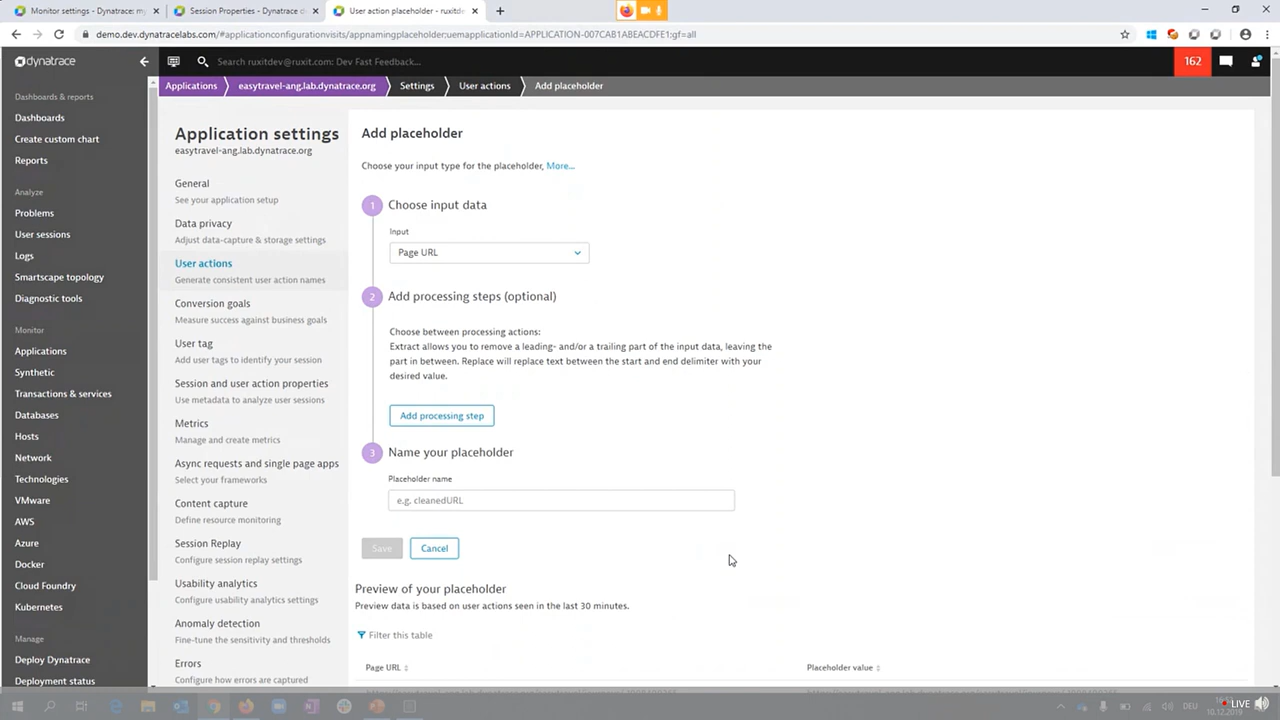 Monitor settings - Dynatrace: my
Session Properties - Dynatrace d
User action placeholder - ruxitde
demo.dev.dynatracelabs.com/#applicationconfigurationvisits/appnamingplaceholder;uemapplicationId=APPLICATION-007CAB1ABEACDFE1;gf=all
dynatrace
Search ruxitdev@ruxit.com: Dev Fast Feedback...
162
Applications
easytravel-ang.lab.dynatrace.org
Settings
User actions
Add placeholder
Dashboards & reports
Dashboards
Create custom chart
Reports
Analyze
Problems
User sessions
Logs
Smartscape topology
Diagnostic tools
Monitor
Applications
Synthetic
Transactions & services
Databases
Hosts
Network
Technologies
VMware
AWS
Azure
Docker
Cloud Foundry
Kubernetes
Manage
Deploy Dynatrace
Deployment status
Application settings
easytravel-ang.lab.dynatrace.org
General
See your application setup
Data privacy
Adjust data-capture & storage settings
User actions
Generate consistent user action names
Conversion goals
Measure success against business goals
User tag
Add user tags to identify your session
Session and user action properties
Use metadata to analyze user sessions
Metrics
Manage and create metrics
Async requests and single page apps
Select your frameworks
Content capture
Define resource monitoring
Session Replay
Configure session replay settings
Usability analytics
Configure usability analytics settings
Anomaly detection
Fine-tune the sensitivity and thresholds
Errors
Configure how errors are captured
Add placeholder
Choose your input type for the placeholder, More...
1 Choose input data
Input
Page URL
2 Add processing steps (optional)
Choose between processing actions:
Extract allows you to remove a leading- and/or a trailing part of the input data, leaving the
part in between. Replace will replace text between the start and end delimiter with your
desired value.
Add processing step
3 Name your placeholder
Placeholder name
e.g. cleanedURL
Save
Cancel
Preview of your placeholder
Preview data is based on user actions seen in the last 30 minutes.
Filter this table
Page URL
Placeholder value
DEU
10.12.2019
LIVE